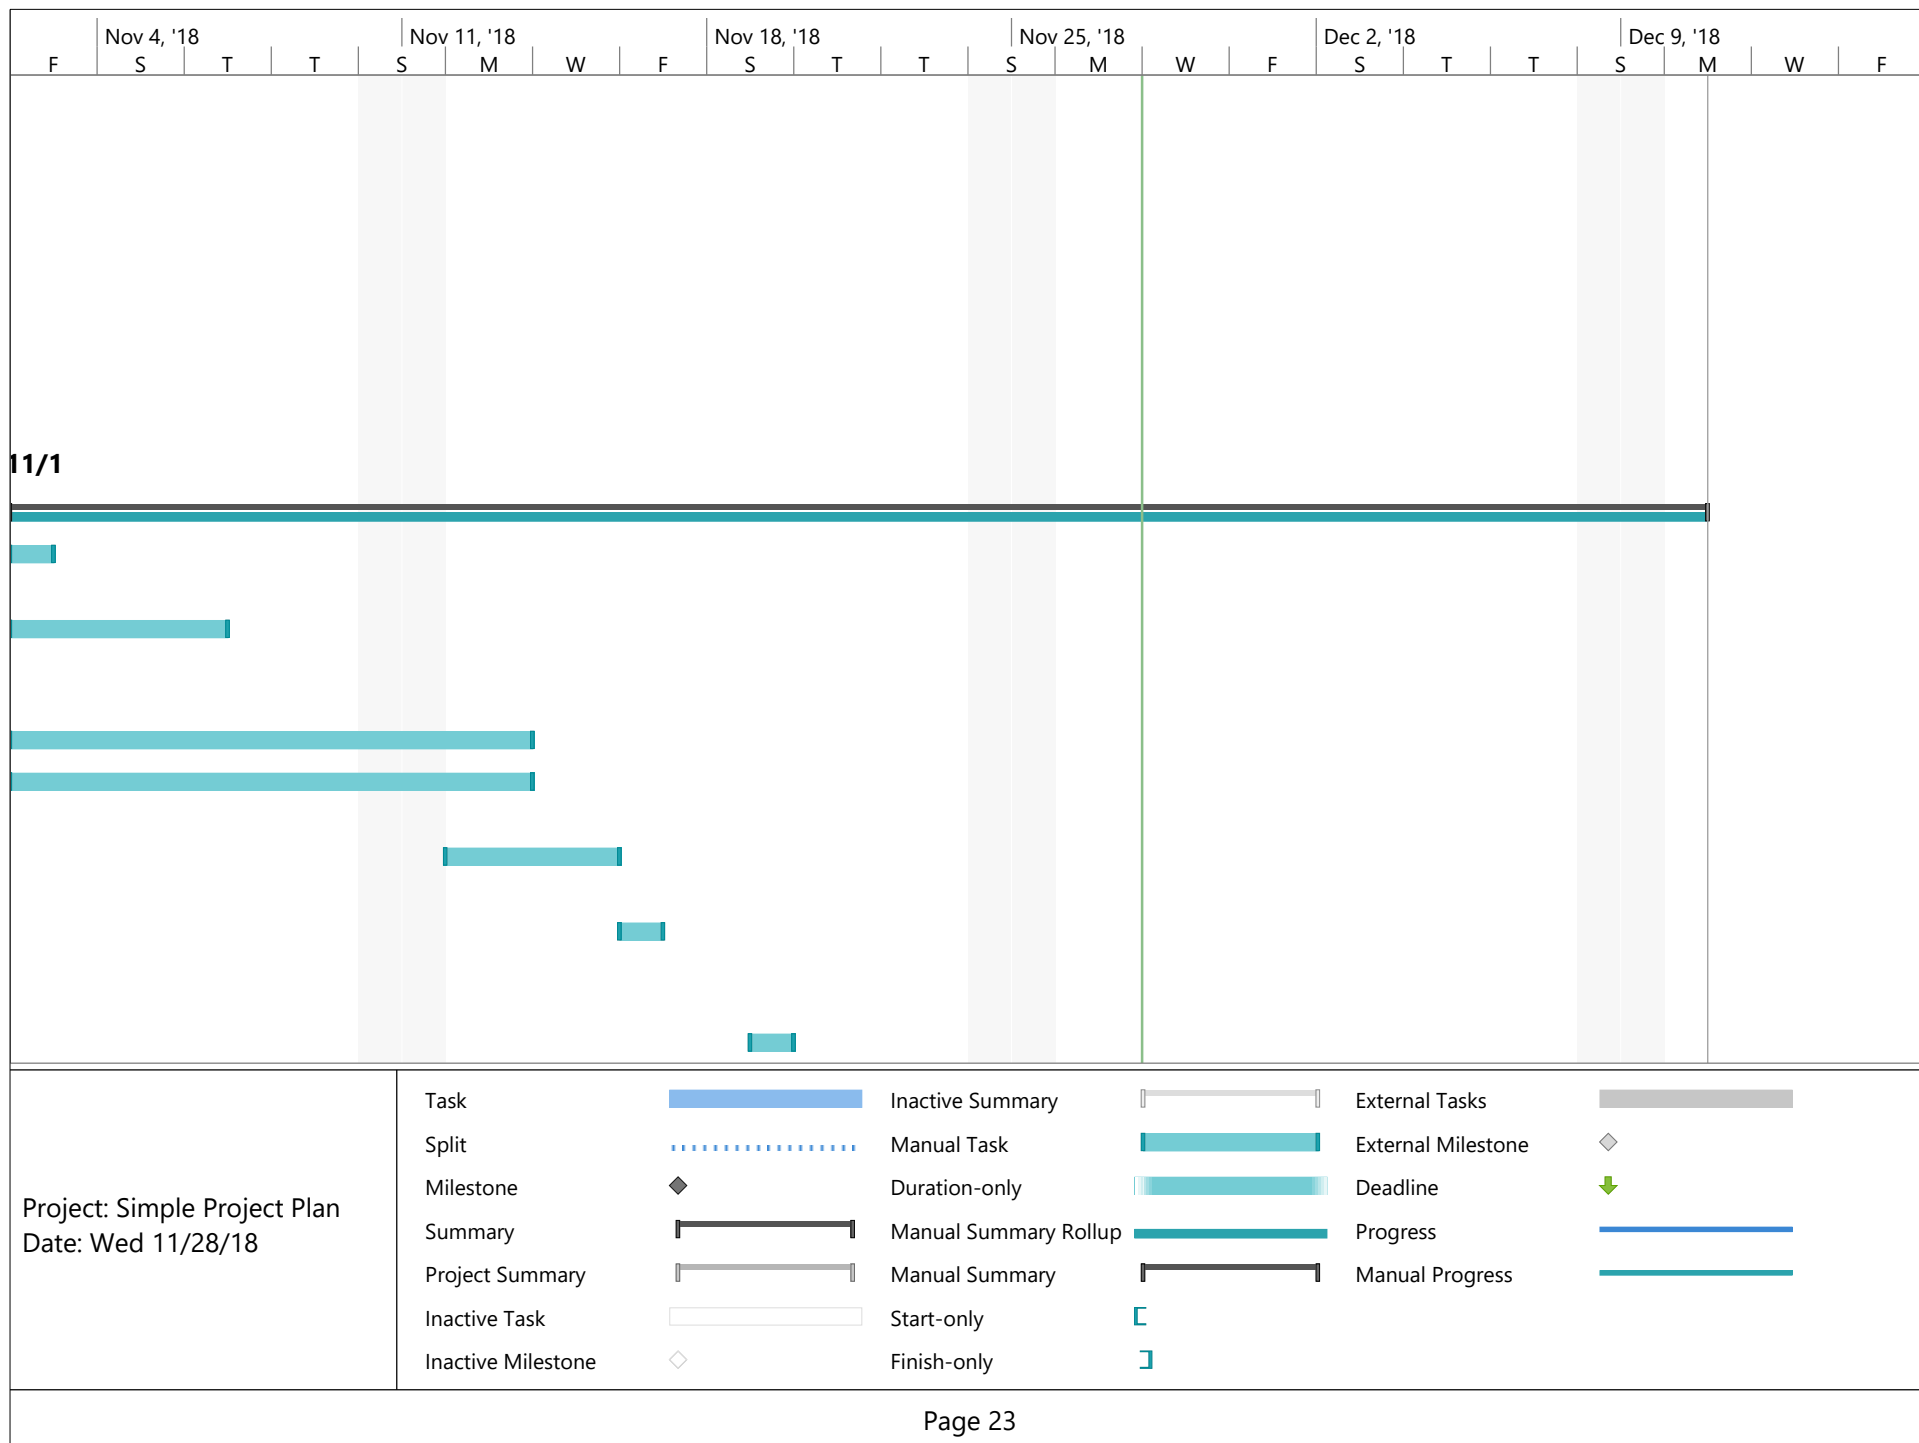 Nov 4, '18 Nov 11, '18 Nov 18, '18 Nov 25, '18 Dec 2, '18 Dec 9, '18
F S T T S M W F S T T S M W F S T T S M W F
11/1
Project: Simple Project Plan
Date: Wed 11/28/18
Task
Split
Milestone
Summary
Project Summary
Inactive Task
Inactive Milestone
Inactive Summary
Manual Task
Duration-only
Manual Summary Rollup
Manual Summary
Start-only
Finish-only
External Tasks
External Milestone
Deadline
Progress
Manual Progress
Page 23